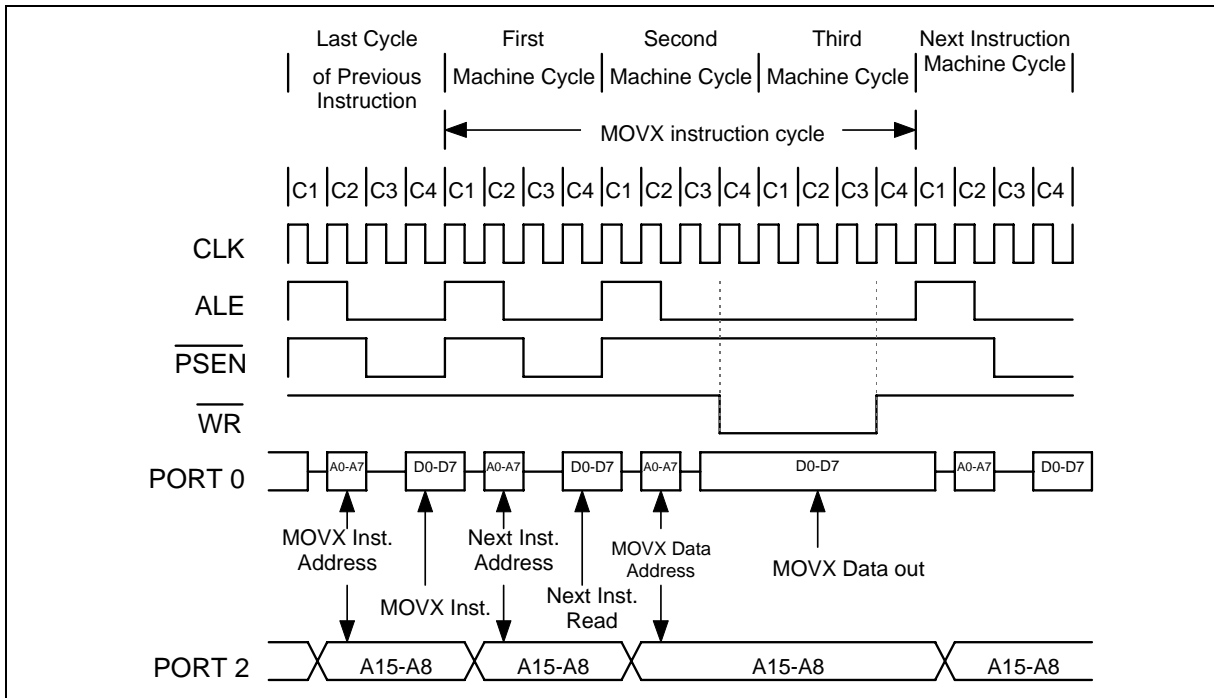 Last Cycle of Previous Instruction
First Machine Cycle
Second Machine Cycle
Third Machine Cycle
Next Instruction Machine Cycle
MOVX instruction cycle
C1 C2 C3 C4 C1 C2 C3 C4 C1 C2 C3 C4 C1 C2 C3 C4 C1 C2 C3 C4
CLK
ALE
PSEN
WR
PORT 0
A0-A7 D0-D7 A0-A7 D0-D7 A0-A7 D0-D7 A0-A7 D0-D7
MOVX Inst. Address
MOVX Inst.
Next Inst. Address
Next Inst. Read
MOVX Data Address
MOVX Data out
PORT 2
A15-A8 A15-A8 A15-A8 A15-A8